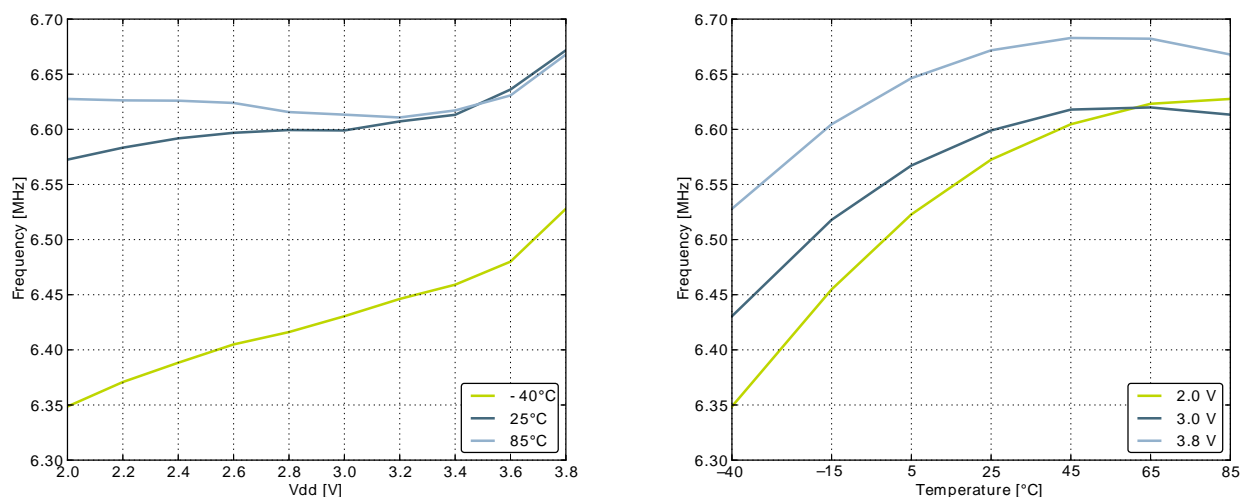 6.70
6.65
6.60
6.55
6.50
6.45
6.40
6.35
6.30
Frequency [MHz]
2.0 2.2 2.4 2.6 2.8 3.0 3.2 3.4 3.6 3.8
Vdd [V]
- 40°C
25°C
85°C
6.70
6.65
6.60
6.55
6.50
6.45
6.40
6.35
6.30
Frequency [MHz]
–40 –15 5 25 45 65 85
Temperature [°C]
2.0 V
3.0 V
3.8 V